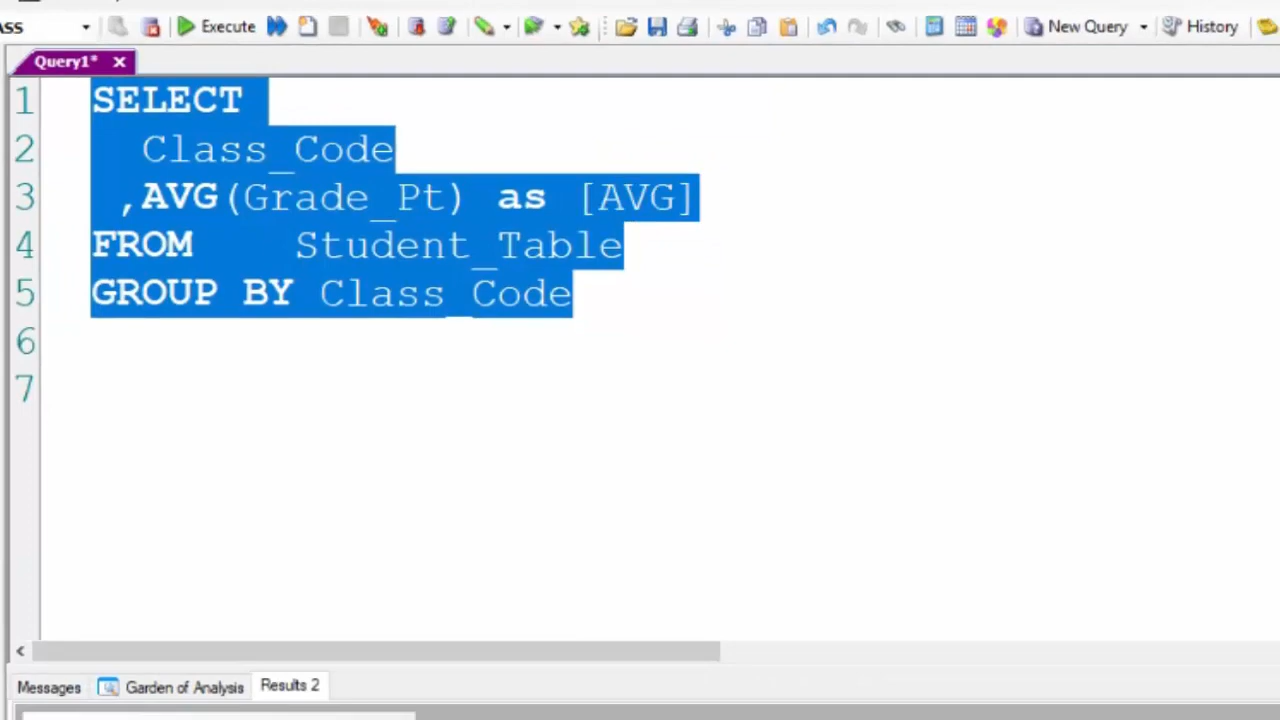 ASS Execute New Query History
Query1* x
1 SELECT
2 Class_Code
3 ,AVG(Grade_Pt) as [AVG]
4 FROM Student_Table
5 GROUP BY Class_Code
6
7
Messages Garden of Analysis Results 2